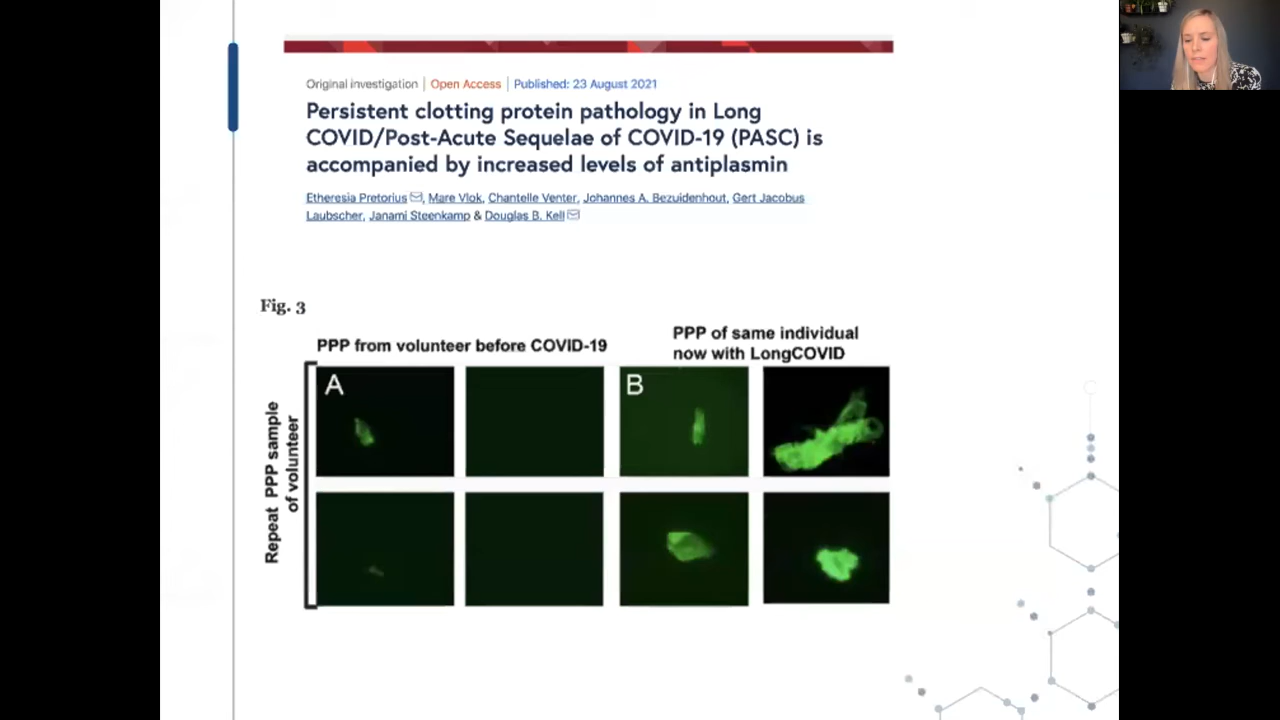 Original investigation | Open Access | Published: 23 August 2021
Persistent clotting protein pathology in Long
COVID/Post-Acute Sequelae of COVID-19 (PASC) is
accompanied by increased levels of antiplasmin
Etheresia Pretorius, Mare Vlok, Chantelle Venter, Johannes A. Bezuidenhout, Gert Jacobus
Laubscher, Janami Steenkamp & Douglas B. Kell
Fig. 3
PPP from volunteer before COVID-19
PPP of same individual
now with LongCOVID
Repeat PPP sample
of volunteer
A
B